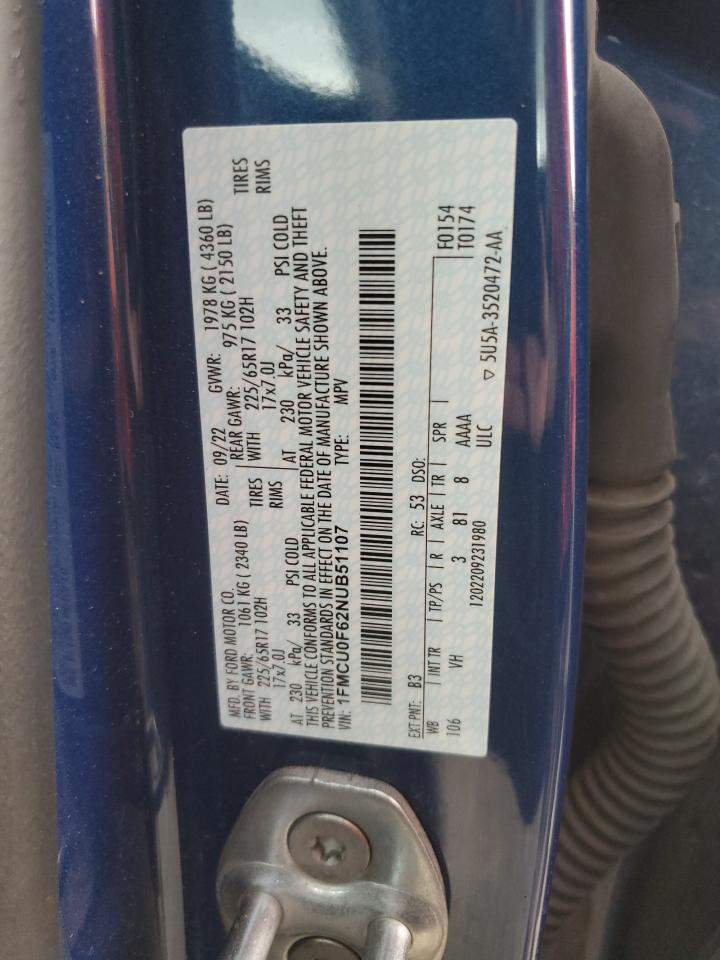 MFD. BY FORD MOTOR CO. DATE: 09/22 GVWR: 1978 KG ( 4360 LB)
FRONT GAWR: 1061 KG ( 2340 LB) REAR GAWR: 975 KG ( 2150 LB)
WITH 225/65R17 102H TIRES WITH 225/65R17 102H TIRES
17x7.0J RIMS 17x7.0J RIMS
AT 230 kPa/ 33 PSI COLD AT 230 kPa/ 33 PSI COLD
THIS VEHICLE CONFORMS TO ALL APPLICABLE FEDERAL MOTOR VEHICLE SAFETY AND THEFT
PREVENTION STANDARDS IN EFFECT ON THE DATE OF MANUFACTURE SHOWN ABOVE.
VIN: 1FMCU0F62NUB51107 TYPE: MPV
EXT PNT: B3 RC: 53 DSO: F0154
WB INT TR TP/PS R AXLE TR SPR T0174
106 VH 3 81 8 AAAA
1202209231980 ULC
▽ 5U5A-3520472-AA